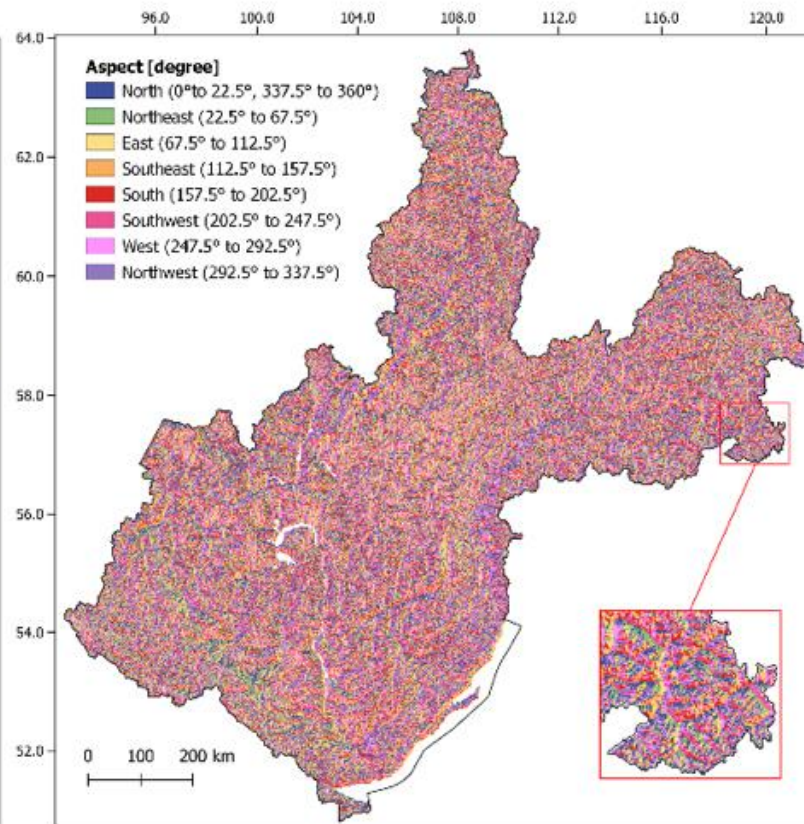 96.0 100.0 104.0 108.0 112.0 116.0 120.0
64.0
Aspect [degree]
North (0°to 22.5°, 337.5° to 360°)
Northeast (22.5° to 67.5°)
East (67.5° to 112.5°)
Southeast (112.5° to 157.5°)
South (157.5° to 202.5°)
Southwest (202.5° to 247.5°)
West (247.5° to 292.5°)
Northwest (292.5° to 337.5°)
62.0
60.0
58.0
56.0
54.0
52.0
0 100 200 km